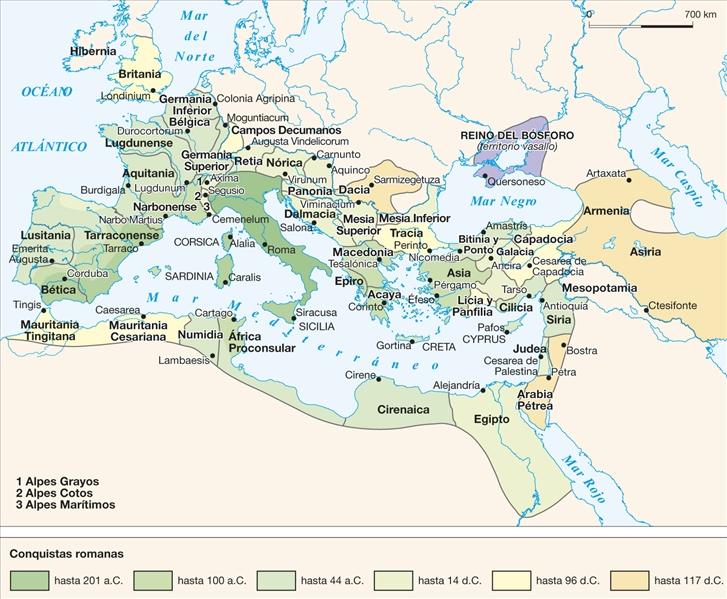 Mar
del
Norte
0
700 km
Hibernia
Britania
Londinium
OCÉANO
ATLÁNTICO
Germania
Inferior
Colonia Agripina
Bélgica
Moguntiacum
Durocortorum
Campos Decumanos
Lugdunense
Augusta Vindelicorum
Germania
Superior
Retia
Nórica
Carnunto
Aquinco
REINO DEL BÓSFORO
(territorio vasallo)
Quersoneso
Mar Caspio
Aquitania
Axima
Virunum
Sarmizegetuza
Burdigala
Lugdunum
1
2
Segusio
3
Panonia
Dacia
Viminacium
Artaxata
Narbonense
Narbo Martius
Cemenelum
Dalmacia
Salona
Mesia
Superior
Mesia Inferior
Mar Negro
Armenia
Lusitania
Tarraconense
Tarraco
Emerita
Augusta
CORSICA
Alalia
Roma
Tracia
Perinto
Macedonia
Tesalónica
Nicomedia
Amastris
Bitinia y
Ponto
Capadocia
Galacia
Ancira
Cesarea de
Capadocia
Asiria
Corduba
Bética
SARDINIA
Caralis
Epiro
Asia
Pérgamo
Mesopotamia
Acaya
Corinto
Éfeso
Licia y
Panfilia
Tarso
Cilicia
Antioquía
Ctesifonte
Tingis
Caesarea
Mar Mediterráneo
Cartago
Siracusa
SICILIA
Siria
Mauritania
Tingitana
Mauritania
Cesariana
Numidia
África
Proconsular
Gortina
CRETA
Pafos
CYPRUS
Lambaesis
Judea
Cesarea de
Palestina
Bostra
Cirene
Alejandría
Petra
Arabia
Pétrea
Cirenaica
Egipto
Mar Rojo
1 Alpes Grayos
2 Alpes Cotos
3 Alpes Marítimos
Conquistas romanas
hasta 201 a.C.
hasta 100 a.C.
hasta 44 a.C.
hasta 14 d.C.
hasta 96 d.C.
hasta 117 d.C.